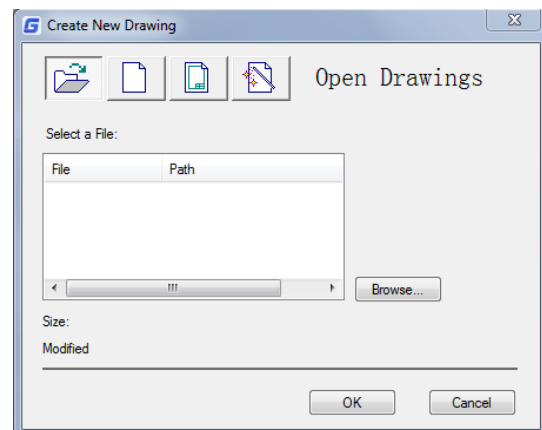 Create New Drawing
Open Drawings
Select a File:
File Path
Browse...
Size:
Modified
OK Cancel